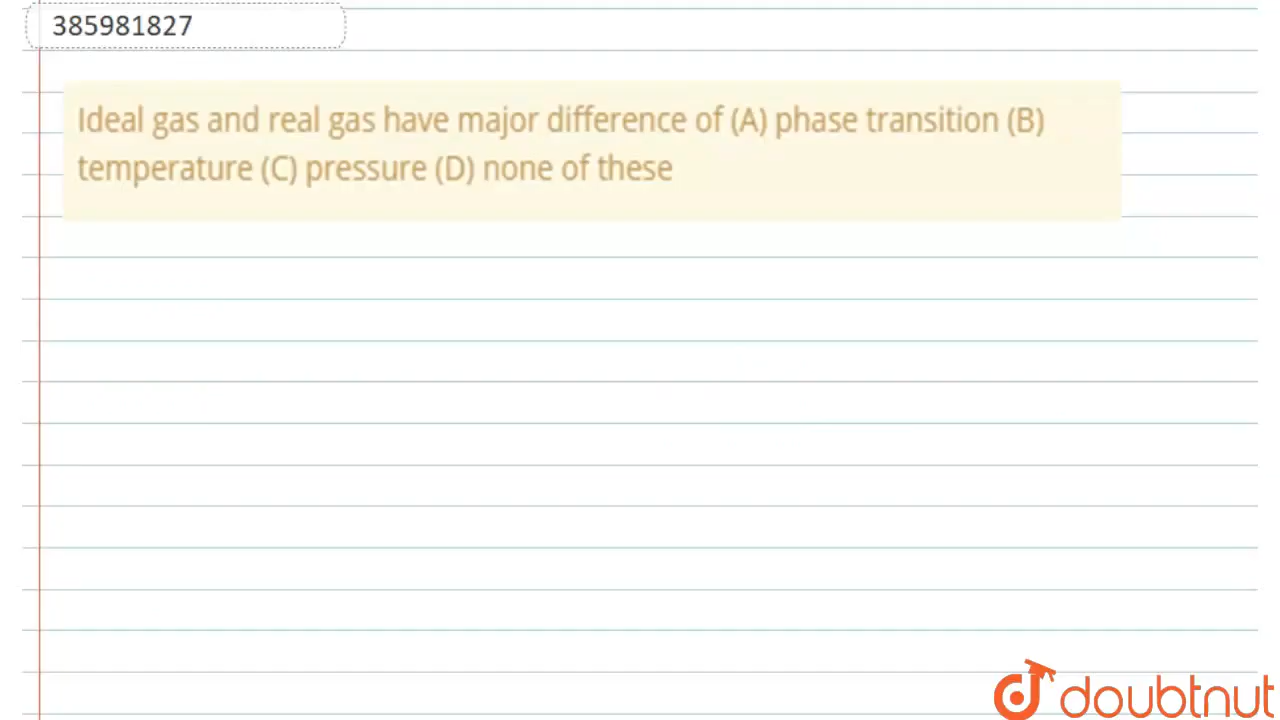 385981827
Ideal gas and real gas have major difference of (A) phase transition (B)
temperature (C) pressure (D) none of these
doubtnut